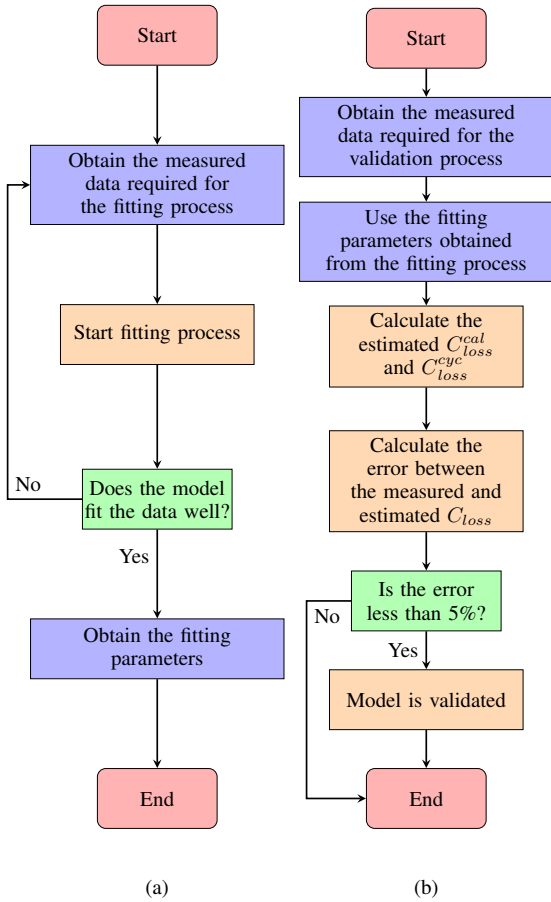 Start
Obtain the measured
data required for
the fitting process
Start fitting process
No
Does the model
fit the data well?
Yes
Obtain the fitting
parameters
End
(a)
Start
Obtain the measured
data required for the
validation process
Use the fitting
parameters obtained
from the fitting process
Calculate the
estimated $C_{loss}^{cal}$
and $C_{loss}^{cyc}$
Calculate the
error between
the measured and
estimated $C_{loss}$
Is the error
less than 5%?
No
Yes
Model is validated
End
(b)